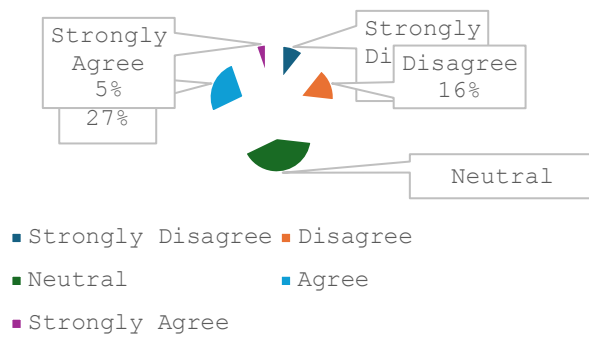 Strongly
Agree
5%
27%
Strongly
Di
Disagree
16%
Neutral
Strongly Disagree
Disagree
Neutral
Agree
Strongly Agree